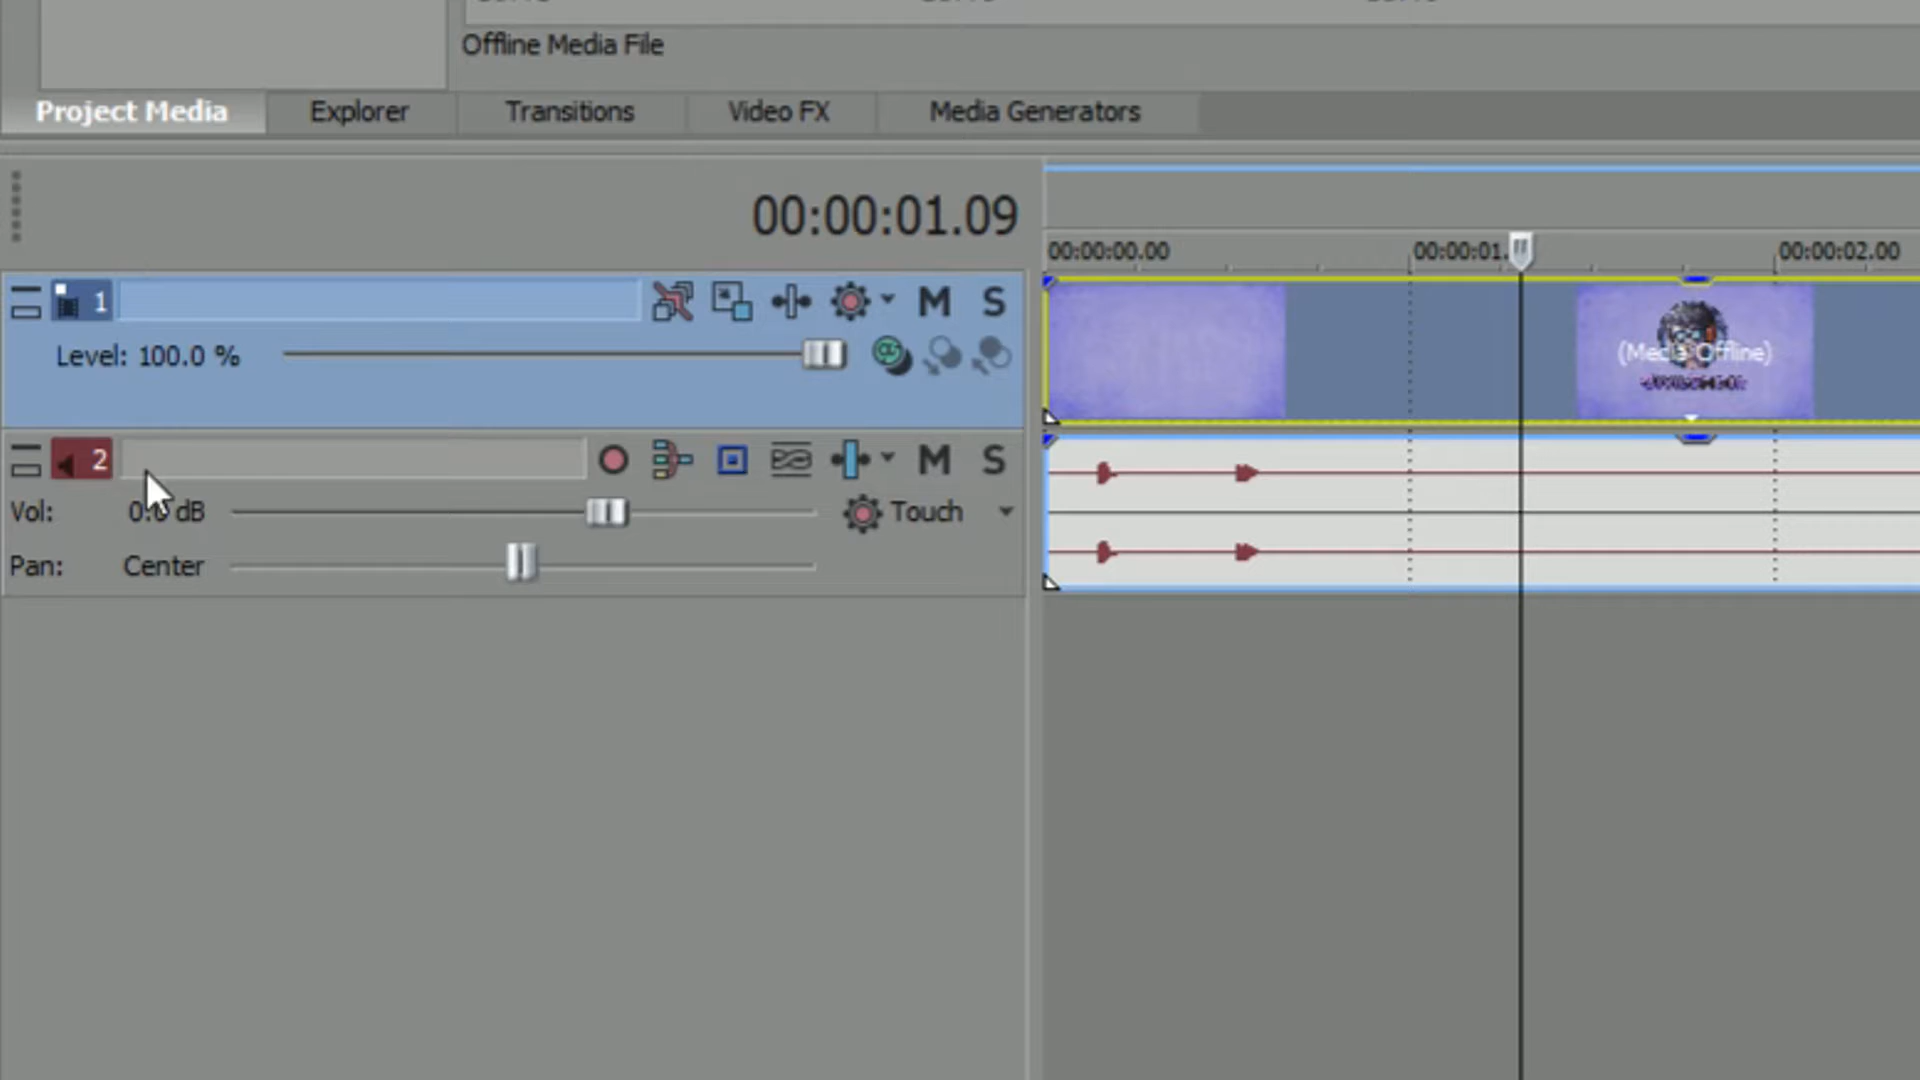 Offline Media File
Project Media Explorer Transitions Video FX Media Generators
00:00:01.09
00:00:00.00 00:00:01. 00:00:02.00
1 M S
Level: 100.0 %
(Media Offline)
2 M S
Vol: 0.0 dB Touch
Pan: Center